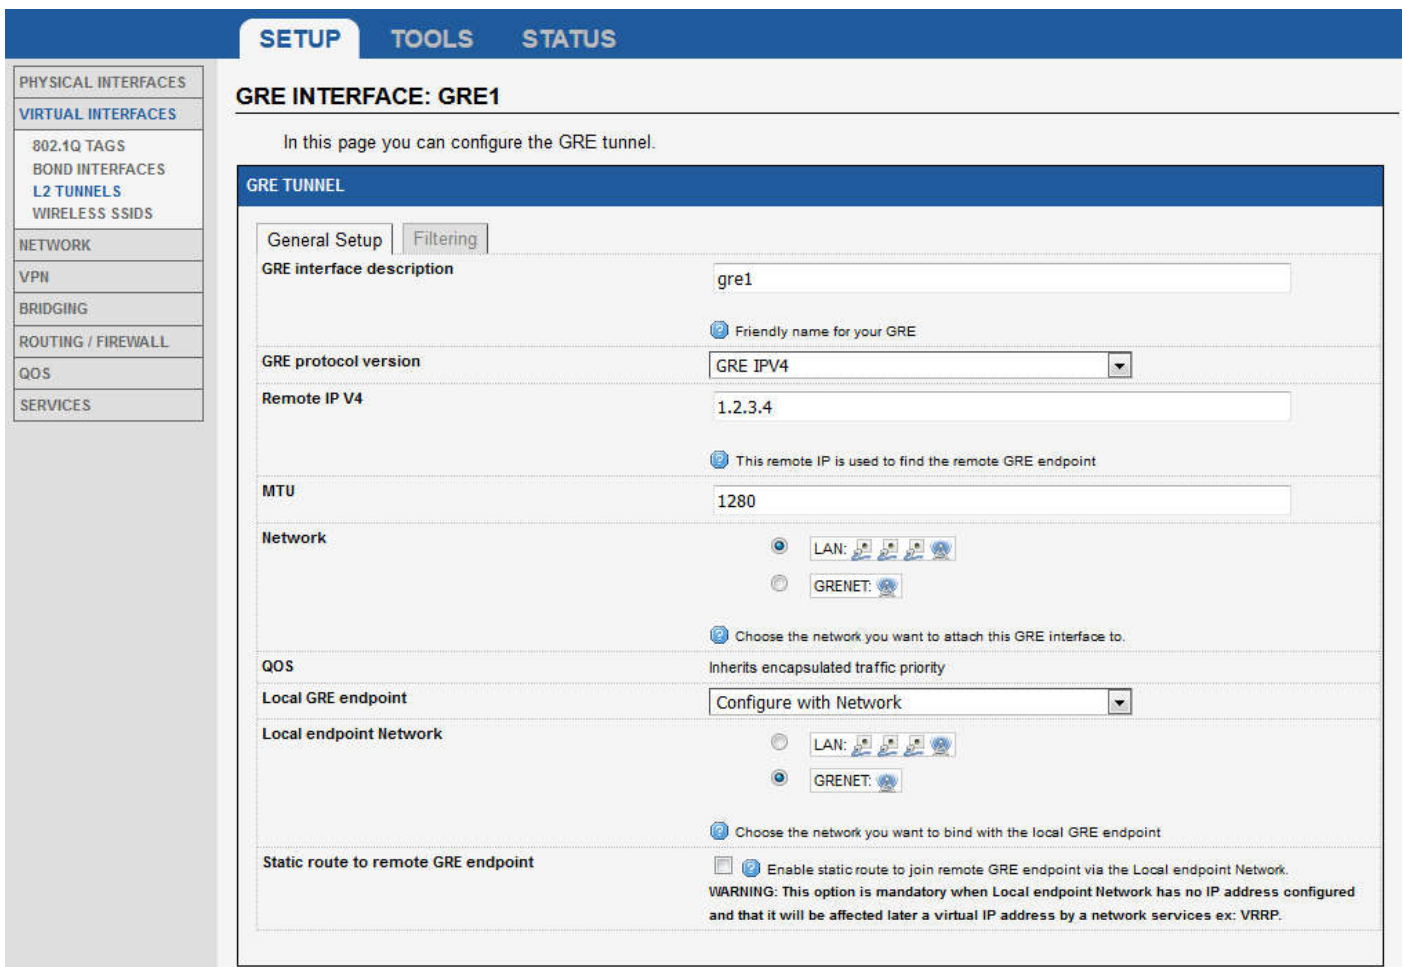 SETUP TOOLS STATUS
PHYSICAL INTERFACES
VIRTUAL INTERFACES
802.1Q TAGS
BOND INTERFACES
L2 TUNNELS
WIRELESS SSIDS
NETWORK
VPN
BRIDGING
ROUTING / FIREWALL
QOS
SERVICES
GRE INTERFACE: GRE1
In this page you can configure the GRE tunnel.
GRE TUNNEL
General Setup Filtering
GRE interface description gre1
Friendly name for your GRE
GRE protocol version GRE IPV4
Remote IP V4 1.2.3.4
This remote IP is used to find the remote GRE endpoint
MTU 1280
Network LAN:
GRENET:
Choose the network you want to attach this GRE interface to.
QOS Inherits encapsulated traffic priority
Local GRE endpoint Configure with Network
Local endpoint Network LAN:
GRENET:
Choose the network you want to bind with the local GRE endpoint
Static route to remote GRE endpoint Enable static route to join remote GRE endpoint via the Local endpoint Network.
WARNING: This option is mandatory when Local endpoint Network has no IP address configured
and that it will be affected later a virtual IP address by a network services ex: VRRP.